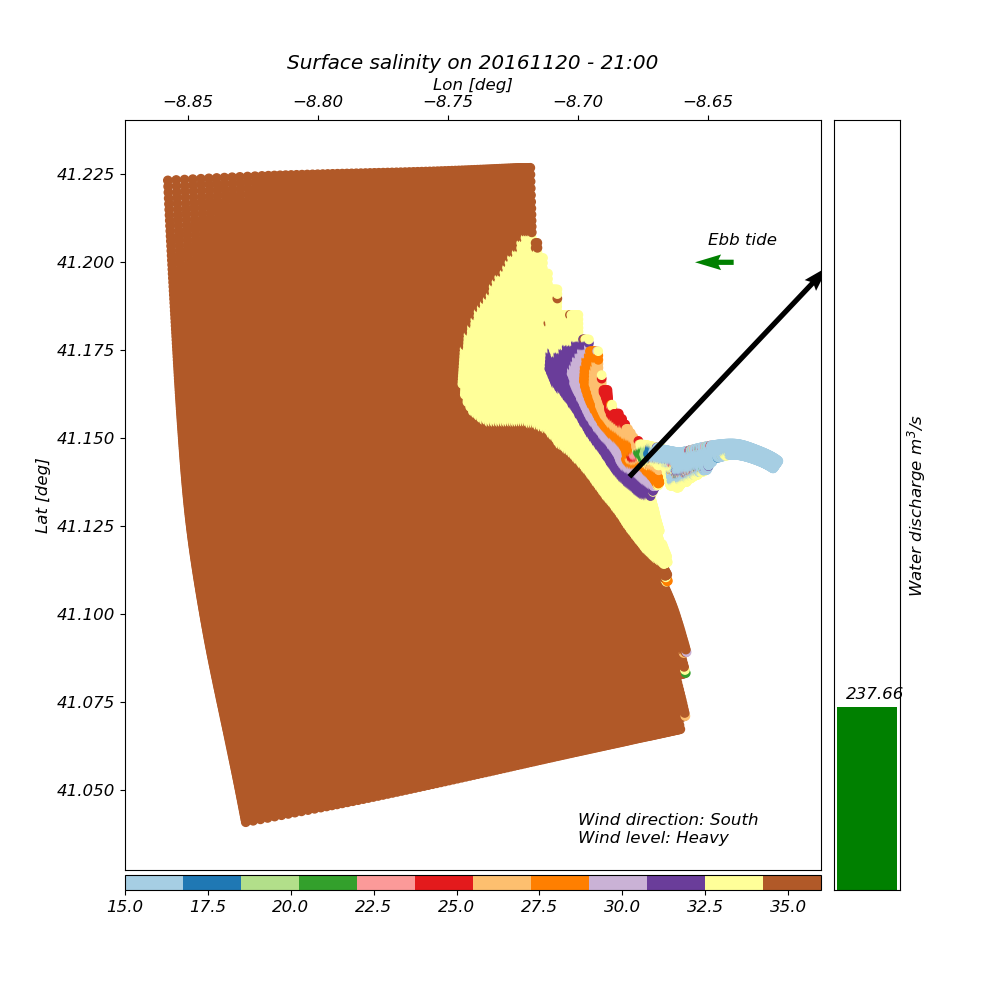 Surface salinity on 20161120 - 21:00
Lon [deg]
−8.85 −8.80 −8.75 −8.70 −8.65
41.225
41.200
41.175
41.150
41.125
41.100
41.075
41.050
Lat [deg]
Ebb tide
Wind direction: South
Wind level: Heavy
237.66
Water discharge m³/s
15.0 17.5 20.0 22.5 25.0 27.5 30.0 32.5 35.0